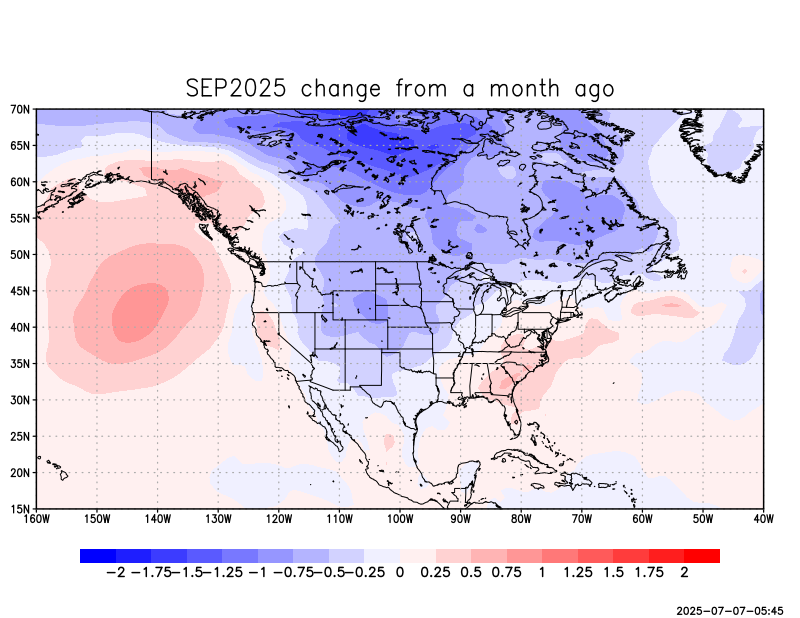 SEP2025 change from a month ago
70N
65N
60N
55N
50N
45N
40N
35N
30N
25N
20N
15N
160W 150W 140W 130W 120W 110W 100W 90W 80W 70W 60W 50W 40W
−2 −1.75 −1.5 −1.25 −1 −0.75 −0.5 −0.25 0 0.25 0.5 0.75 1 1.25 1.5 1.75 2
2025-07-07-05:45